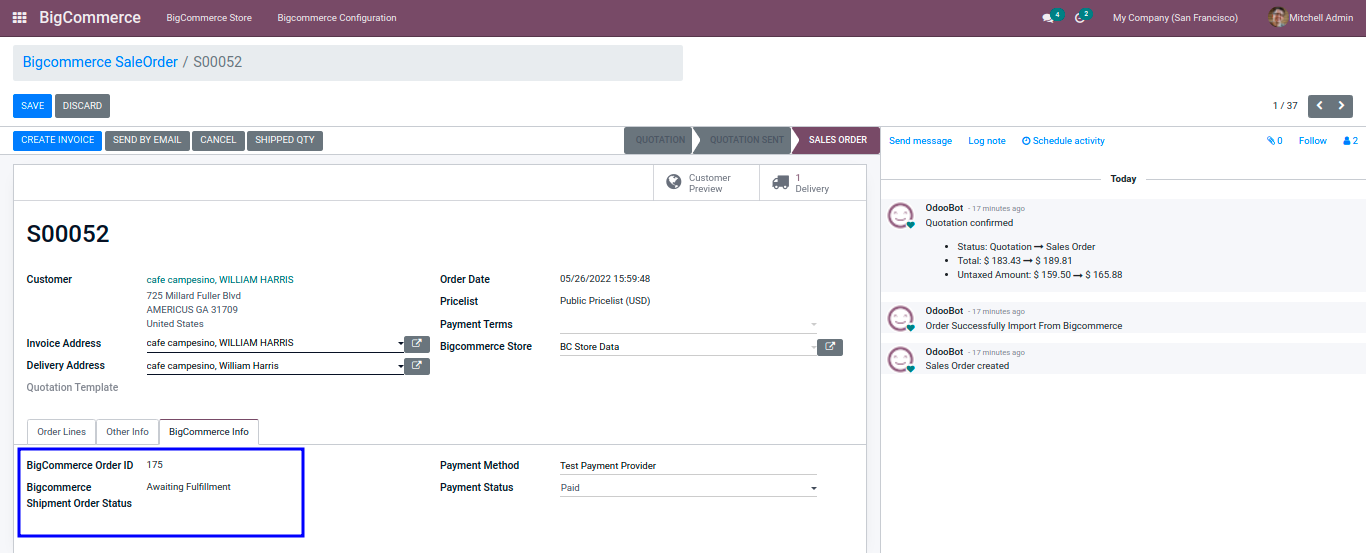 BigCommerce BigCommerce Store Bigcommerce Configuration 4 2 My Company (San Francisco) Mitchell Admin
Bigcommerce SaleOrder / S00052
SAVE DISCARD 1 / 37
CREATE INVOICE SEND BY EMAIL CANCEL SHIPPED QTY QUOTATION QUOTATION SENT SALES ORDER
Customer Preview
1 Delivery
S00052
Customer cafe campesino, WILLIAM HARRIS
725 Millard Fuller Blvd
AMERICUS GA 31709
United States
Invoice Address cafe campesino, WILLIAM HARRIS
Delivery Address cafe campesino, William Harris
Quotation Template
Order Date 05/26/2022 15:59:48
Pricelist Public Pricelist (USD)
Payment Terms
Bigcommerce Store BC Store Data
Order Lines Other Info BigCommerce Info
BigCommerce Order ID 175
Bigcommerce Awaiting Fulfillment
Shipment Order Status
Payment Method Test Payment Provider
Payment Status Paid
Send message Log note Schedule activity 0 Follow 2
Today
OdooBot - 17 minutes ago
Quotation confirmed
• Status: Quotation → Sales Order
• Total: $ 183.43 → $ 189.81
• Untaxed Amount: $ 159.50 → $ 165.88
OdooBot - 17 minutes ago
Order Successfully Import From Bigcommerce
OdooBot - 17 minutes ago
Sales Order created